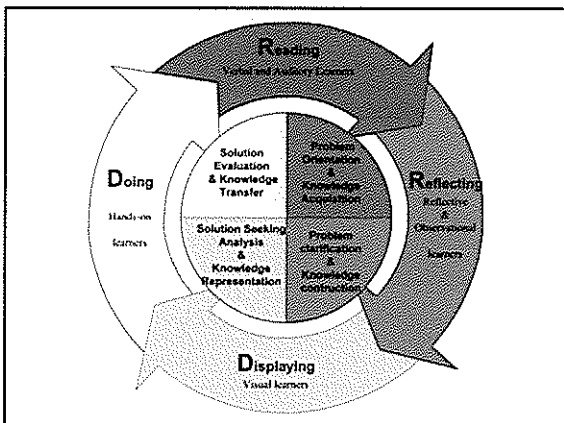 Reading
Verbal and Auditory Learners
Reflecting
Reflective
&
Observational
learners
Displaying
Visual learners
Doing
Hands-on
learners
Problem
Orientation
&
Knowledge
Acquisition
Problem
clarification
&
Knowledge
contruction
Solution Seeking
Analysis
&
Knowledge
Representation
Solution
Evaluation
& Knowledge
Transfer